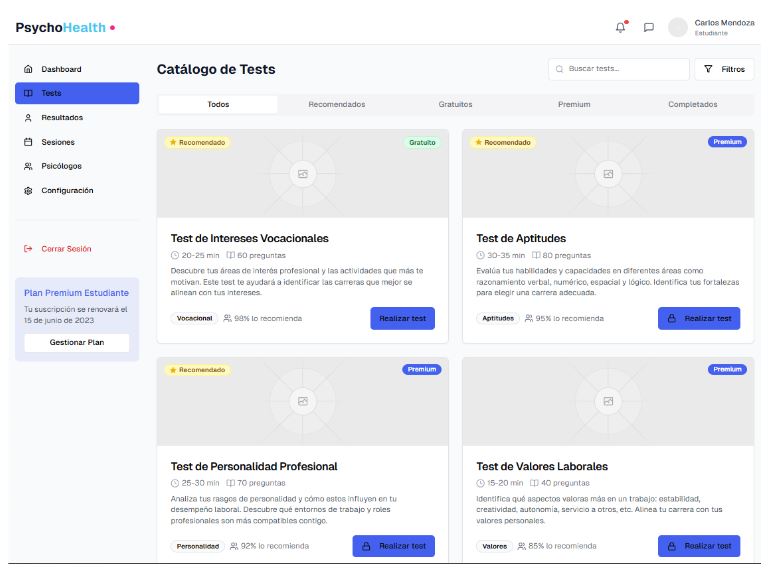 PsychoHealth
Carlos Mendoza
Estudiante
Dashboard
Tests
Resultados
Sesiones
Psicólogos
Configuración
Cerrar Sesión
Plan Premium Estudiante
Tu suscripción se renovará el
15 de junio de 2023
Gestionar Plan
Catálogo de Tests
Buscar tests...
Filtros
Todos
Recomendados
Gratuitos
Premium
Completados
Recomendado
Gratuito
Test de Intereses Vocacionales
20-25 min 60 preguntas
Descubre tus áreas de interés profesional y las actividades que más te
motivan. Este test te ayudará a identificar las carreras que mejor se
alinean con tus intereses.
Vocacional 98% lo recomienda Realizar test
Recomendado
Premium
Test de Aptitudes
30-35 min 80 preguntas
Evalúa tus habilidades y capacidades en diferentes áreas como
razonamiento verbal, numérico, espacial y lógico. Identifica tus fortalezas
para elegir una carrera adecuada.
Aptitudes 95% lo recomienda Realizar test
Recomendado
Premium
Test de Personalidad Profesional
25-30 min 70 preguntas
Analiza tus rasgos de personalidad y cómo estos influyen en tu
desempeño laboral. Descubre qué entornos de trabajo y roles
profesionales son más compatibles contigo.
Personalidad 92% lo recomienda Realizar test
Premium
Test de Valores Laborales
15-20 min 40 preguntas
Identifica qué aspectos valoras más en un trabajo: estabilidad,
creatividad, autonomía, servicio a otros, etc. Alinea tu carrera con tus
valores personales.
Valores 85% lo recomienda Realizar test